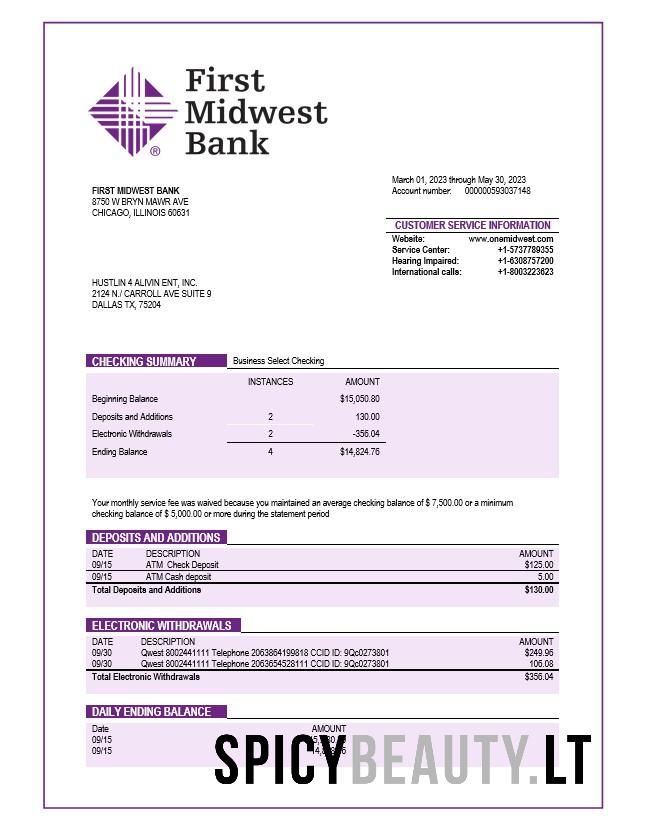 First
Midwest
Bank
®
March 01, 2023 through May 30, 2023
Account number: 000000593037148
FIRST MIDWEST BANK
8750 W BRYN MAWR AVE
CHICAGO, ILLINOIS 60631
CUSTOMER SERVICE INFORMATION
Website: www.onemidwest.com
Service Center: +1-5737789355
Hearing Impaired: +1-6308757200
International calls: +1-8003223623
HUSTLIN 4 ALIVIN ENT, INC.
2124 N./ CARROLL AVE SUITE 9
DALLAS TX, 75204
CHECKING SUMMARY Business Select Checking
INSTANCES AMOUNT
Beginning Balance $15,050.80
Deposits and Additions 2 130.00
Electronic Withdrawals 2 -356.04
Ending Balance 4 $14,824.76
Your monthly service fee was waived because you maintained an average checking balance of $ 7,500.00 or a minimum
checking balance of $ 5,000.00 or more during the statement period
DEPOSITS AND ADDITIONS
DATE DESCRIPTION AMOUNT
09/15 ATM Check Deposit $125.00
09/15 ATM Cash deposit 5.00
Total Deposits and Additions $130.00
ELECTRONIC WITHDRAWALS
DATE DESCRIPTION AMOUNT
09/30 Qwest 8002441111 Telephone 2063864199818 CCID ID: 9Qc0273801 $249.96
09/30 Qwest 8002441111 Telephone 2063654528111 CCID ID: 9Qc0273801 106.08
Total Electronic Withdrawals $356.04
DAILY ENDING BALANCE
Date AMOUNT
09/15
09/15
SPICYBEAUTY.LT